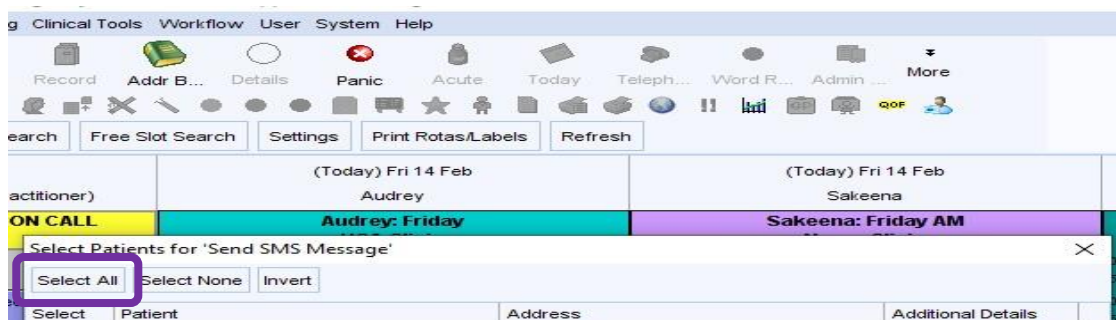 g Clinical Tools Workflow User System Help
Record Addr B... Details Panic Acute Today Teleph... Word R... Admin ... More
!! GP QOF
earch Free Slot Search Settings Print Rotas/Labels Refresh
(Today) Fri 14 Feb (Today) Fri 14 Feb
actitioner) Audrey Sakeena
ON CALL Audrey: Friday Sakeena: Friday AM
Select Patients for 'Send SMS Message'
Select All Select None Invert
Select Patient Address Additional Details